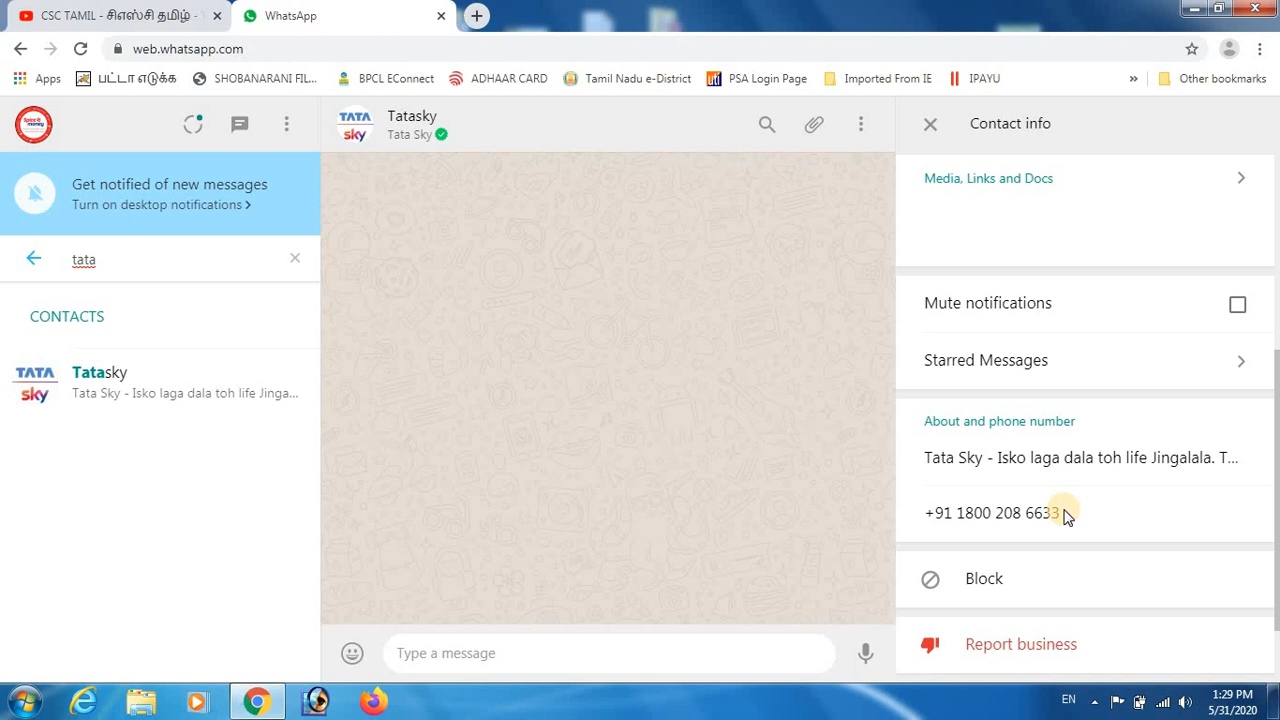 CSC TAMIL - சிஎஸ்சி தமிழ் -
WhatsApp
web.whatsapp.com
Apps
பட்டா எடுக்க
SHOBANARANI FIL...
BPCL EConnect
ADHAAR CARD
Tamil Nadu e-District
uti
PSA Login Page
Imported From IE
IPAYU
»
Other bookmarks
Get notified of new messages
Turn on desktop notifications >
tata
CONTACTS
TATA
sky
Tatasky
Tata Sky - Isko laga dala toh life Jinga...
TATA
sky
Tatasky
Tata Sky
Type a message
Contact info
Media, Links and Docs
Mute notifications
Starred Messages
About and phone number
Tata Sky - Isko laga dala toh life Jingalala. T...
+91 1800 208 6633
Block
Report business
EN
1:29 PM
5/31/2020